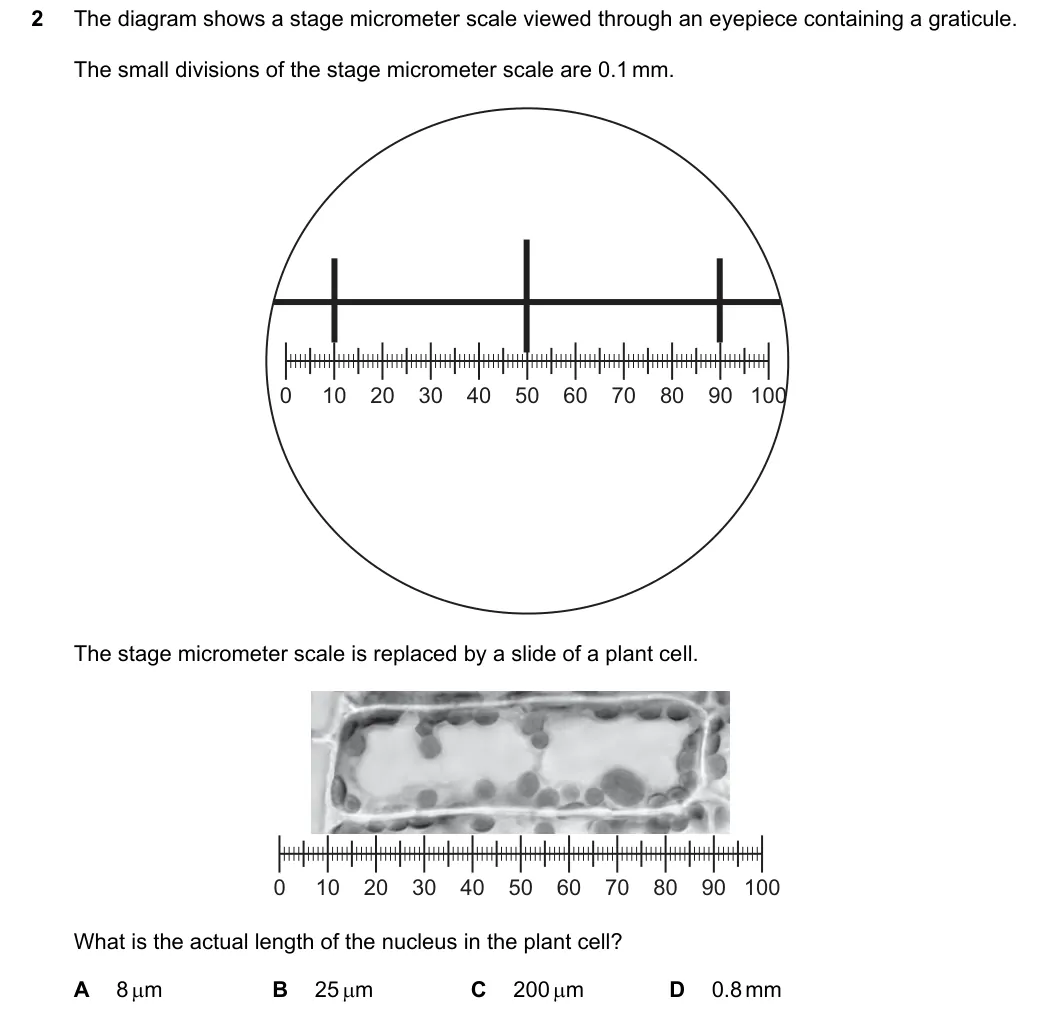 2 The diagram shows a stage micrometer scale viewed through an eyepiece containing a graticule.
The small divisions of the stage micrometer scale are 0.1 mm.
0 10 20 30 40 50 60 70 80 90 100
The stage micrometer scale is replaced by a slide of a plant cell.
0 10 20 30 40 50 60 70 80 90 100
What is the actual length of the nucleus in the plant cell?
A 8 μm B 25 μm C 200 μm D 0.8 mm